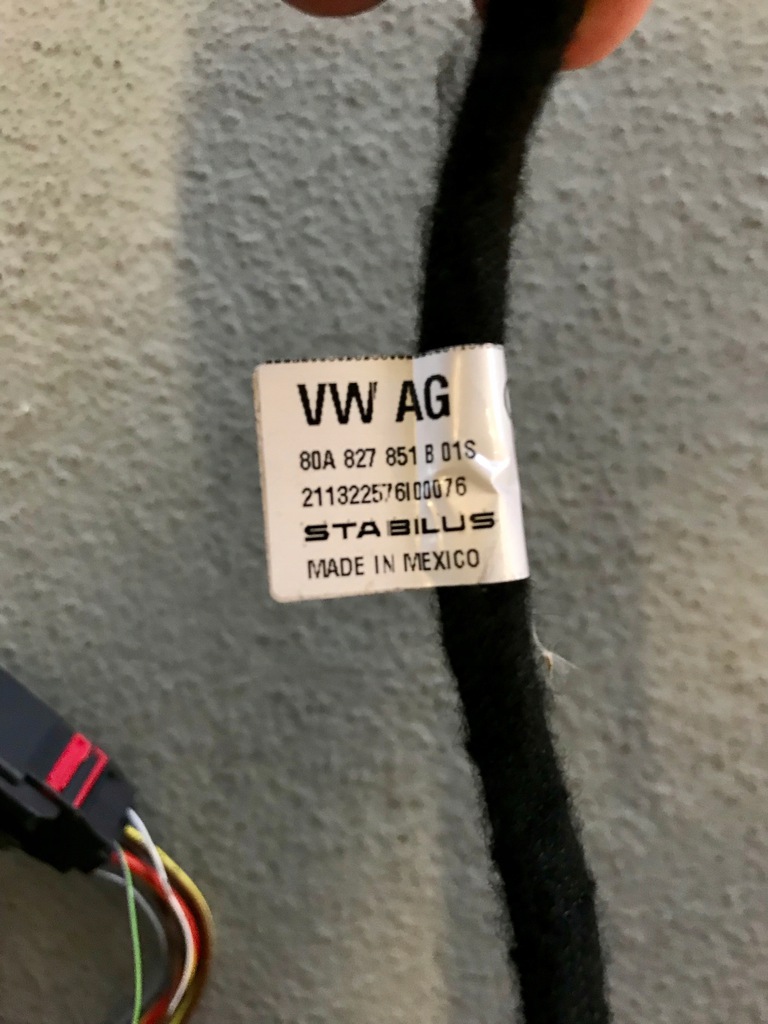 VW AG
80A 827 851 B 01S
211322576I00076
STABILUS
MADE IN MEXICO